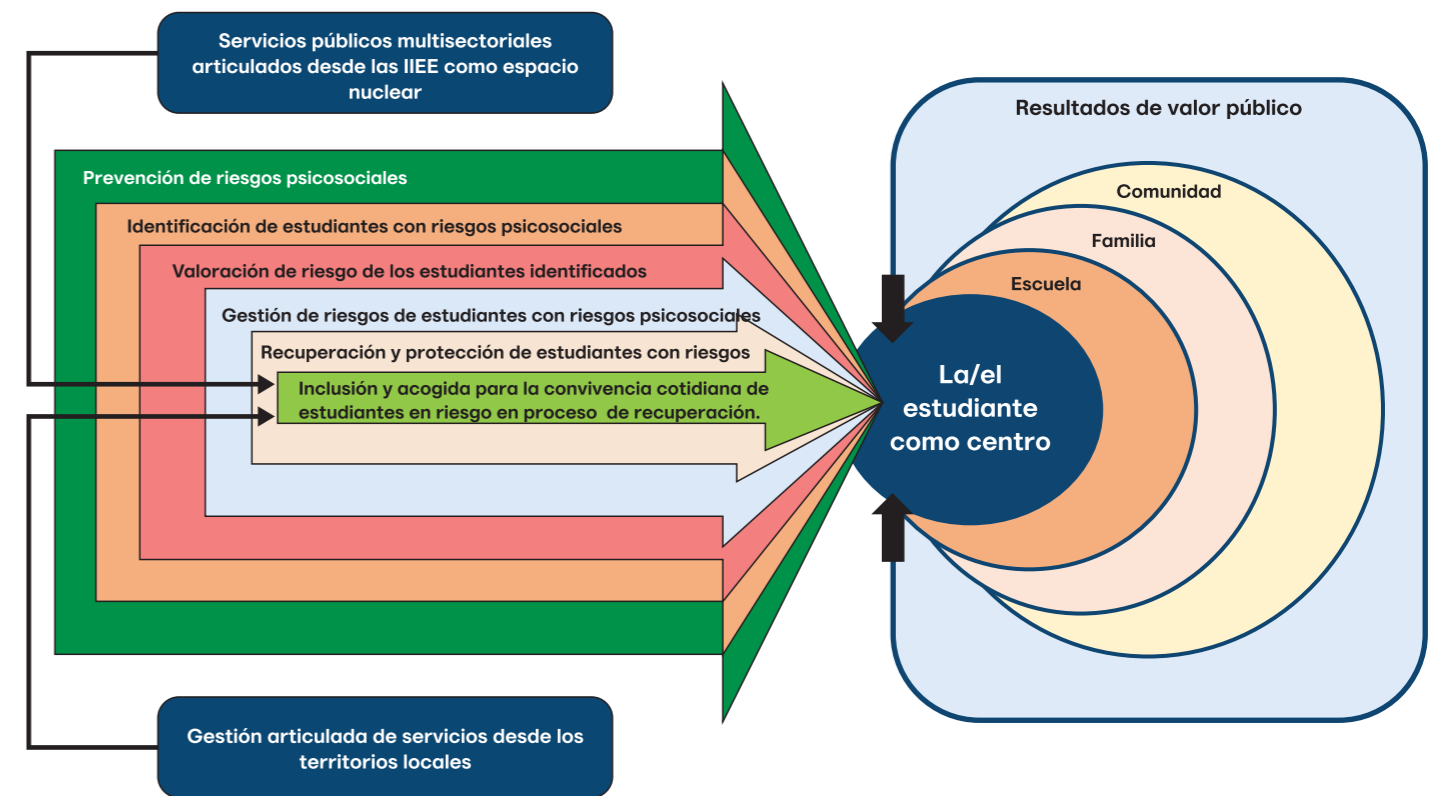 Servicios públicos multisectoriales
articulados desde las IIEE como espacio
nuclear
Resultados de valor público
Prevención de riesgos psicosociales
Comunidad
Identificación de estudiantes con riesgos psicosociales
Familia
Valoración de riesgo de los estudiantes identificados
Escuela
Gestión de riesgos de estudiantes con riesgos psicosociales
Recuperación y protección de estudiantes con riesgos
Inclusión y acogida para la convivencia cotidiana de
estudiantes en riesgo en proceso de recuperación.
La/el
estudiante
como centro
Gestión articulada de servicios desde los
territorios locales